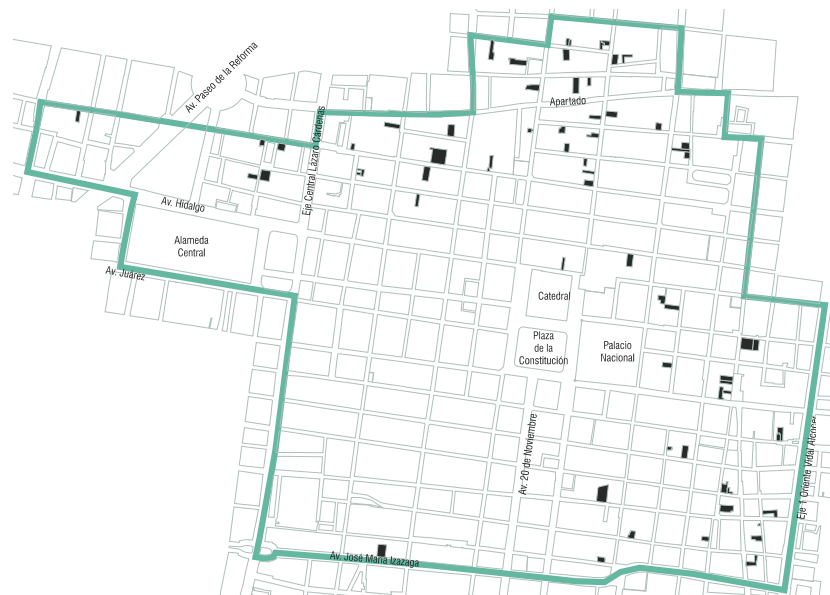 Av. Paseo de la Reforma
Apartado
Eje Central Lázaro Cárdenas
Av. Hidalgo
Alameda
Central
Av. Juárez
Catedral
Plaza
de la
Constitución
Palacio
Nacional
Av. 20 de Noviembre
Eje 1 Oriente Vidal Alcocer
Av. José María Izazaga